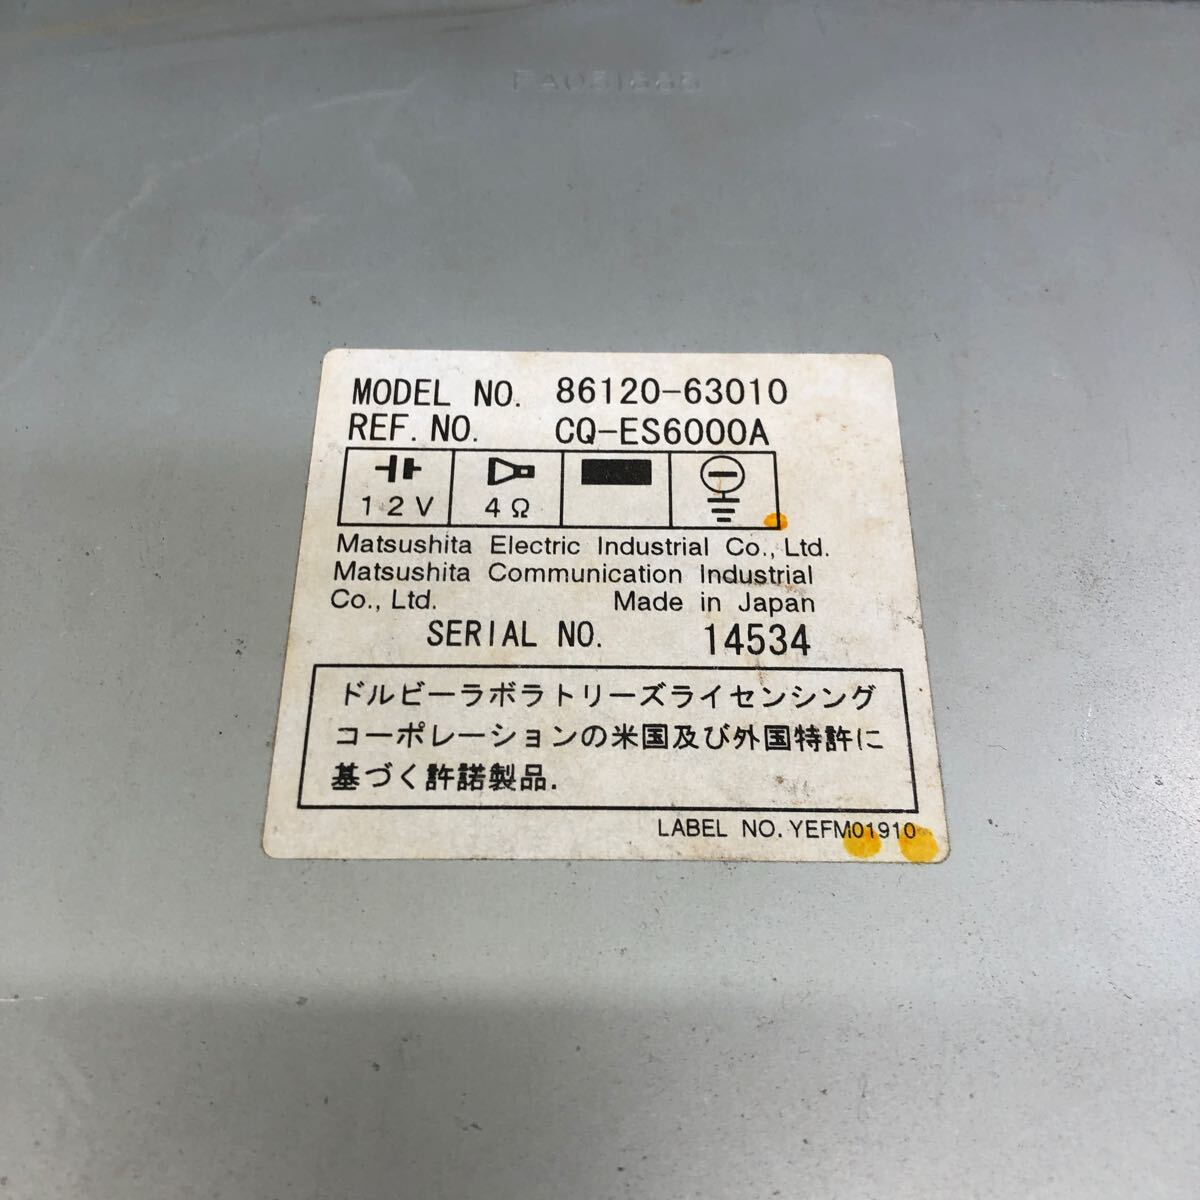 MODEL NO. 86120-63010
REF. NO. CQ-ES6000A
12V 4Ω
Matsushita Electric Industrial Co., Ltd.
Matsushita Communication Industrial
Co., Ltd. Made in Japan
SERIAL NO. 14534
ドルビーラボラトリーズライセンシング
コーポレーションの米国及び外国特許に
基づく許諾製品.
LABEL NO. YEFM01910